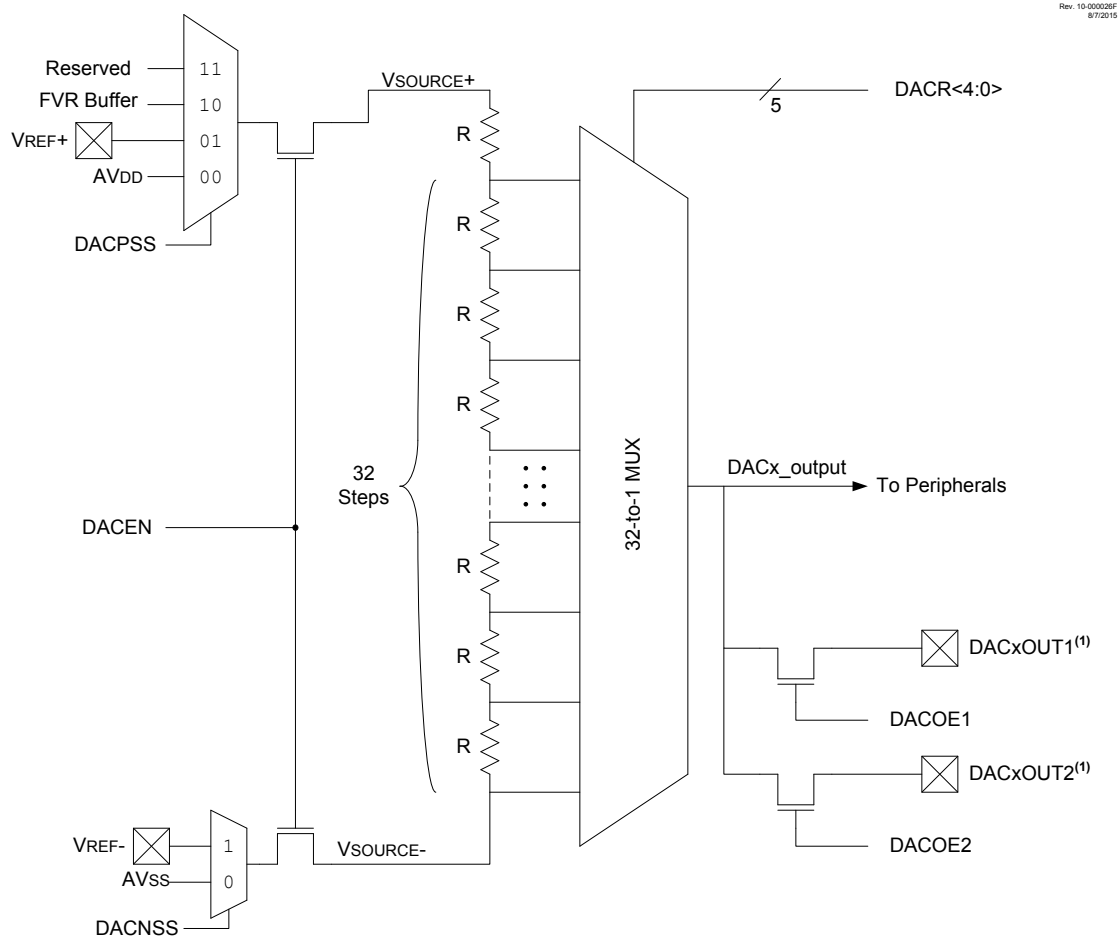 Rev. 10-000026F
8/7/2015
Reserved
11
FVR Buffer
10
VREF+
01
AVDD
00
DACPSS
VSOURCE+
R
R
R
R
32
Steps
R
R
R
DACEN
32-to-1 MUX
5
DACR<4:0>
DACx_output
To Peripherals
DACxOUT1(1)
DACOE1
DACxOUT2(1)
DACOE2
VREF-
1
AVSS
0
DACNSS
VSOURCE-